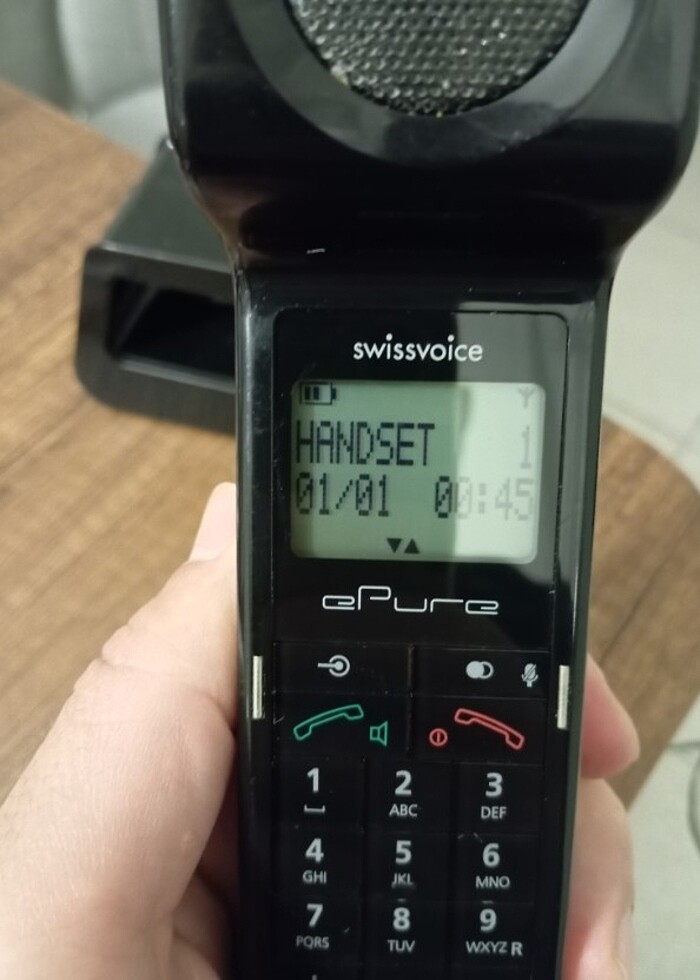 swissvoice
HANDSET 1
01/01 00:45
ePure
1 2 3
ABC DEF
4 5 6
GHI JKL MNO
7 8 9
PQRS TUV WXYZ R